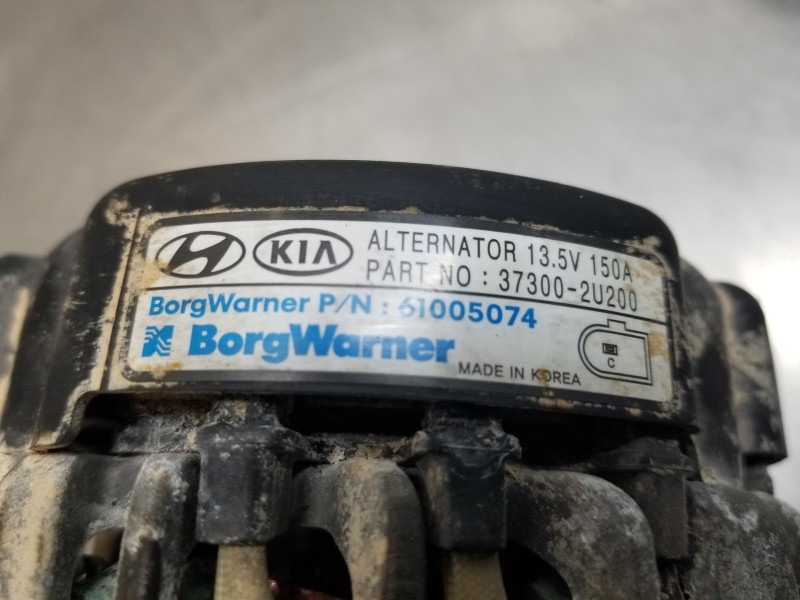 KIA ALTERNATOR 13.5V 150A
PART NO : 37300-2U200
BorgWarner P/N : 61005074
BorgWarner
MADE IN KOREA
C